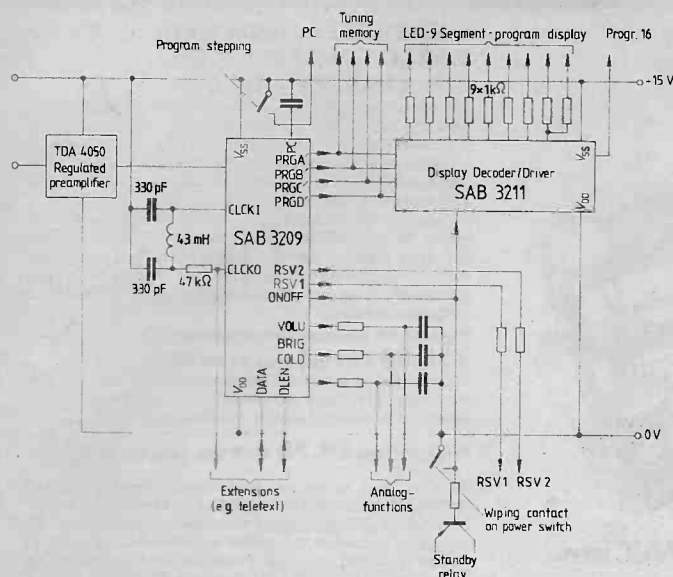 Tuning
memory
LED-9 Segment-program display
Progr. 16
PC
Program stepping
9x1kΩ
-15 V
TDA 4050
Regulated
preamplifier
VSS
PC
PRGA
PRGB
PRGC
PRGD
Display Decoder/Driver
SAB 3211
VSS
VDD
330 pF
CLCKI
43 mH
SAB 3209
CLCKO
330 pF
47 kΩ
RSV2
RSV1
ONOFF
VOLU
BRIG
COLD
VDD
DATA
DLEN
0 V
RSV1 RSV 2
Extensions
(e.g. teletext)
Analog-
functions
Wiping contact
on power switch
Standby
relay